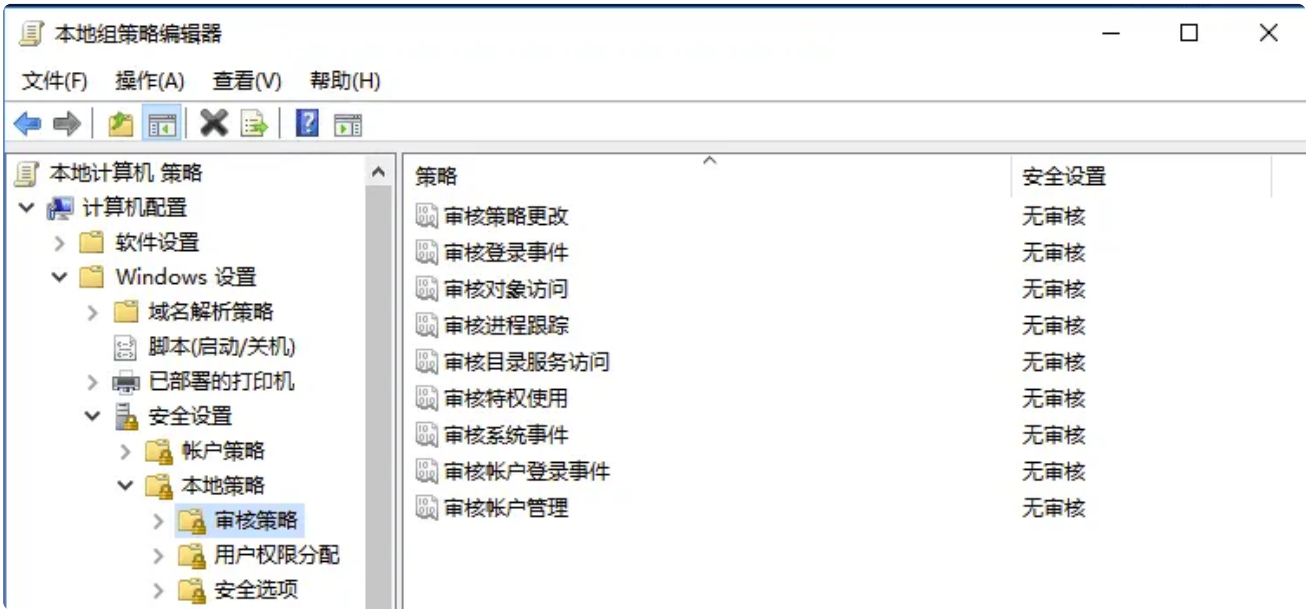 本地组策略编辑器
文件(F) 操作(A) 查看(V) 帮助(H)
本地计算机 策略
计算机配置
软件设置
Windows 设置
域名解析策略
脚本(启动/关机)
已部署的打印机
安全设置
帐户策略
本地策略
审核策略
用户权限分配
安全选项
策略 安全设置
审核策略更改 无审核
审核登录事件 无审核
审核对象访问 无审核
审核进程跟踪 无审核
审核目录服务访问 无审核
审核特权使用 无审核
审核系统事件 无审核
审核帐户登录事件 无审核
审核帐户管理 无审核